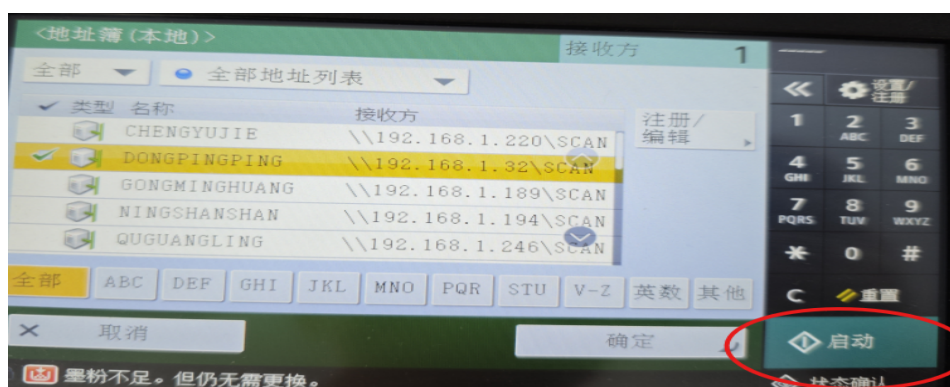 <地址簿(本地)>
接收方 1
全部 全部地址列表
类型 名称 接收方
CHENGYUJIE \\192.168.1.220\SCAN
DONGPINGPING \\192.168.1.32\SCAN
GONGMINGHUANG \\192.168.1.189\SCAN
NINGSHANSHAN \\192.168.1.194\SCAN
QUGUANGLING \\192.168.1.246\SCAN
注册/
编辑
全部 ABC DEF GHI JKL MNO PQR STU V-Z 英数 其他
× 取消 确定
墨粉不足。但仍无需更换。
设置/
注册
1 2 ABC 3 DEF
4 GHI 5 JKL 6 MNO
7 PQRS 8 TUV 9 WXYZ
* 0 #
C 重置
启动
状态确认